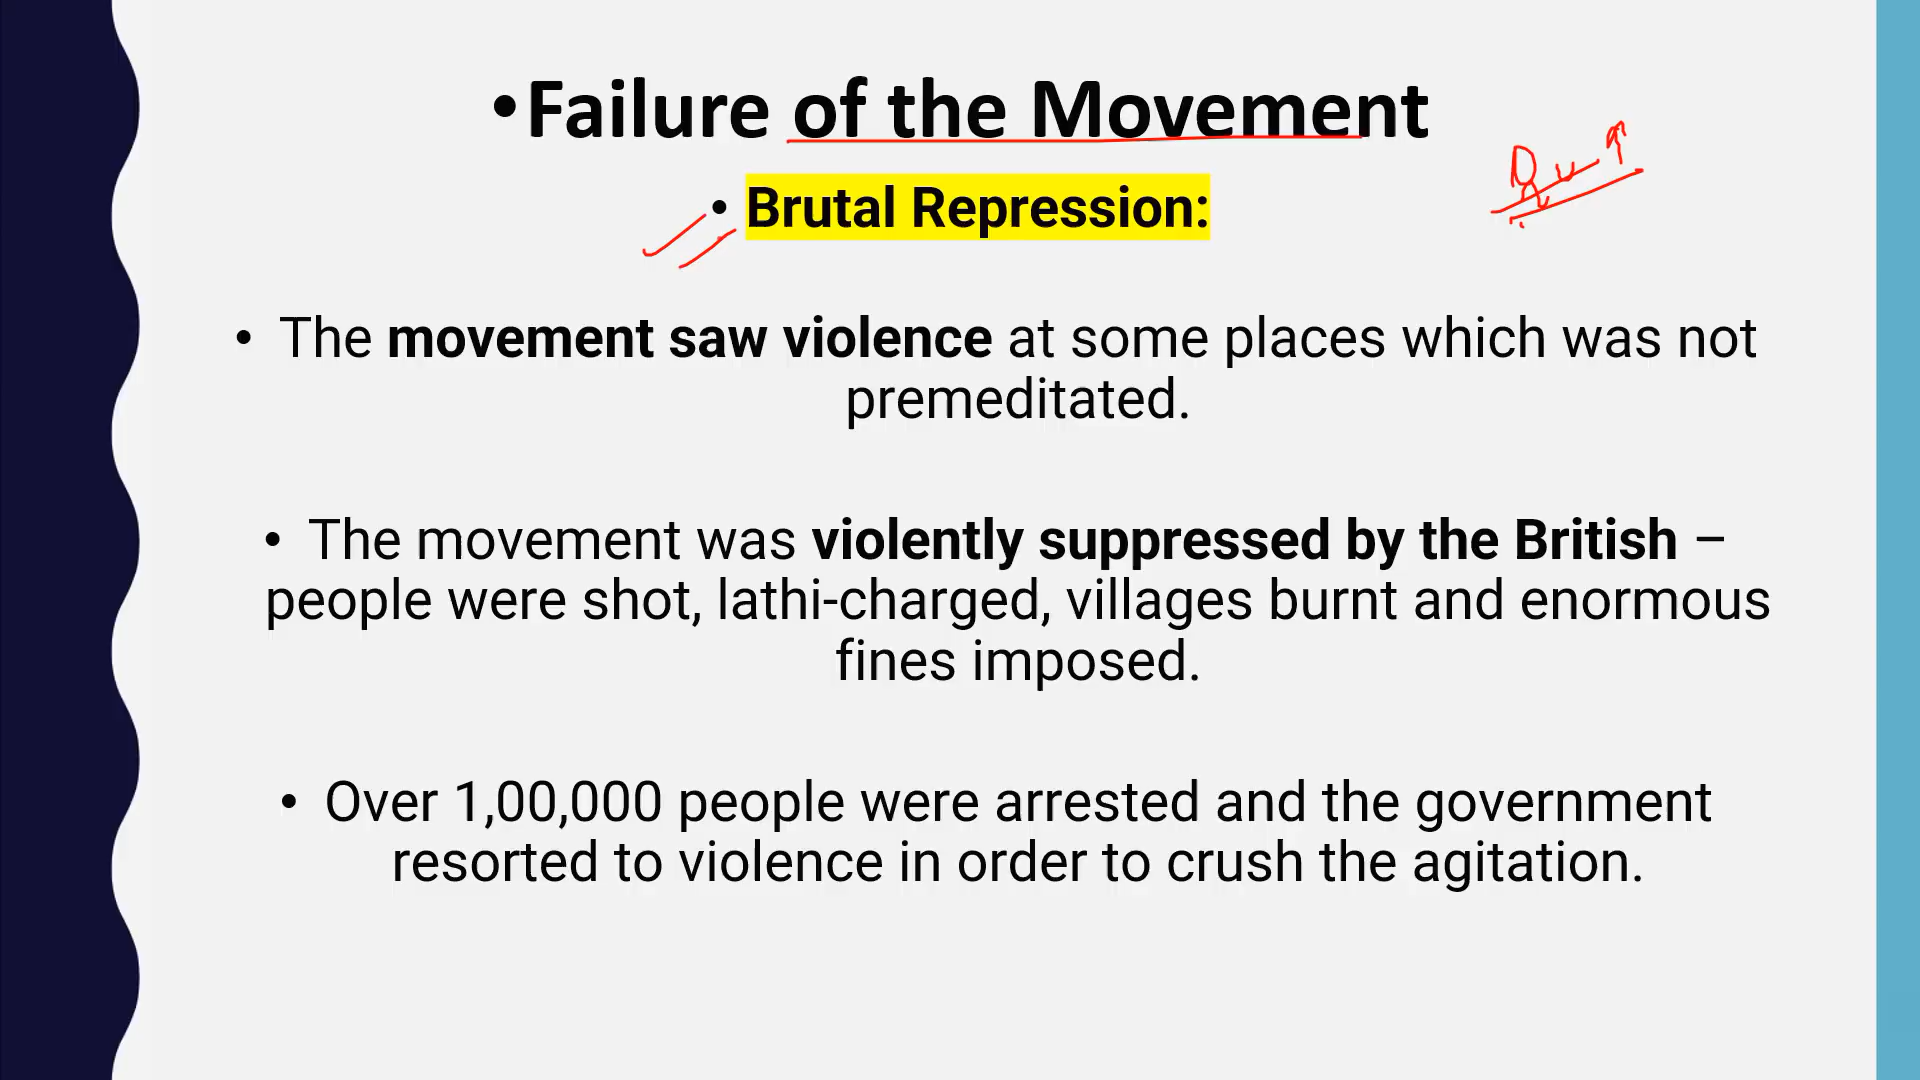 •Failure of the Movement
• Brutal Repression:
• The movement saw violence at some places which was not
premeditated.
• The movement was violently suppressed by the British –
people were shot, lathi-charged, villages burnt and enormous
fines imposed.
• Over 1,00,000 people were arrested and the government
resorted to violence in order to crush the agitation.